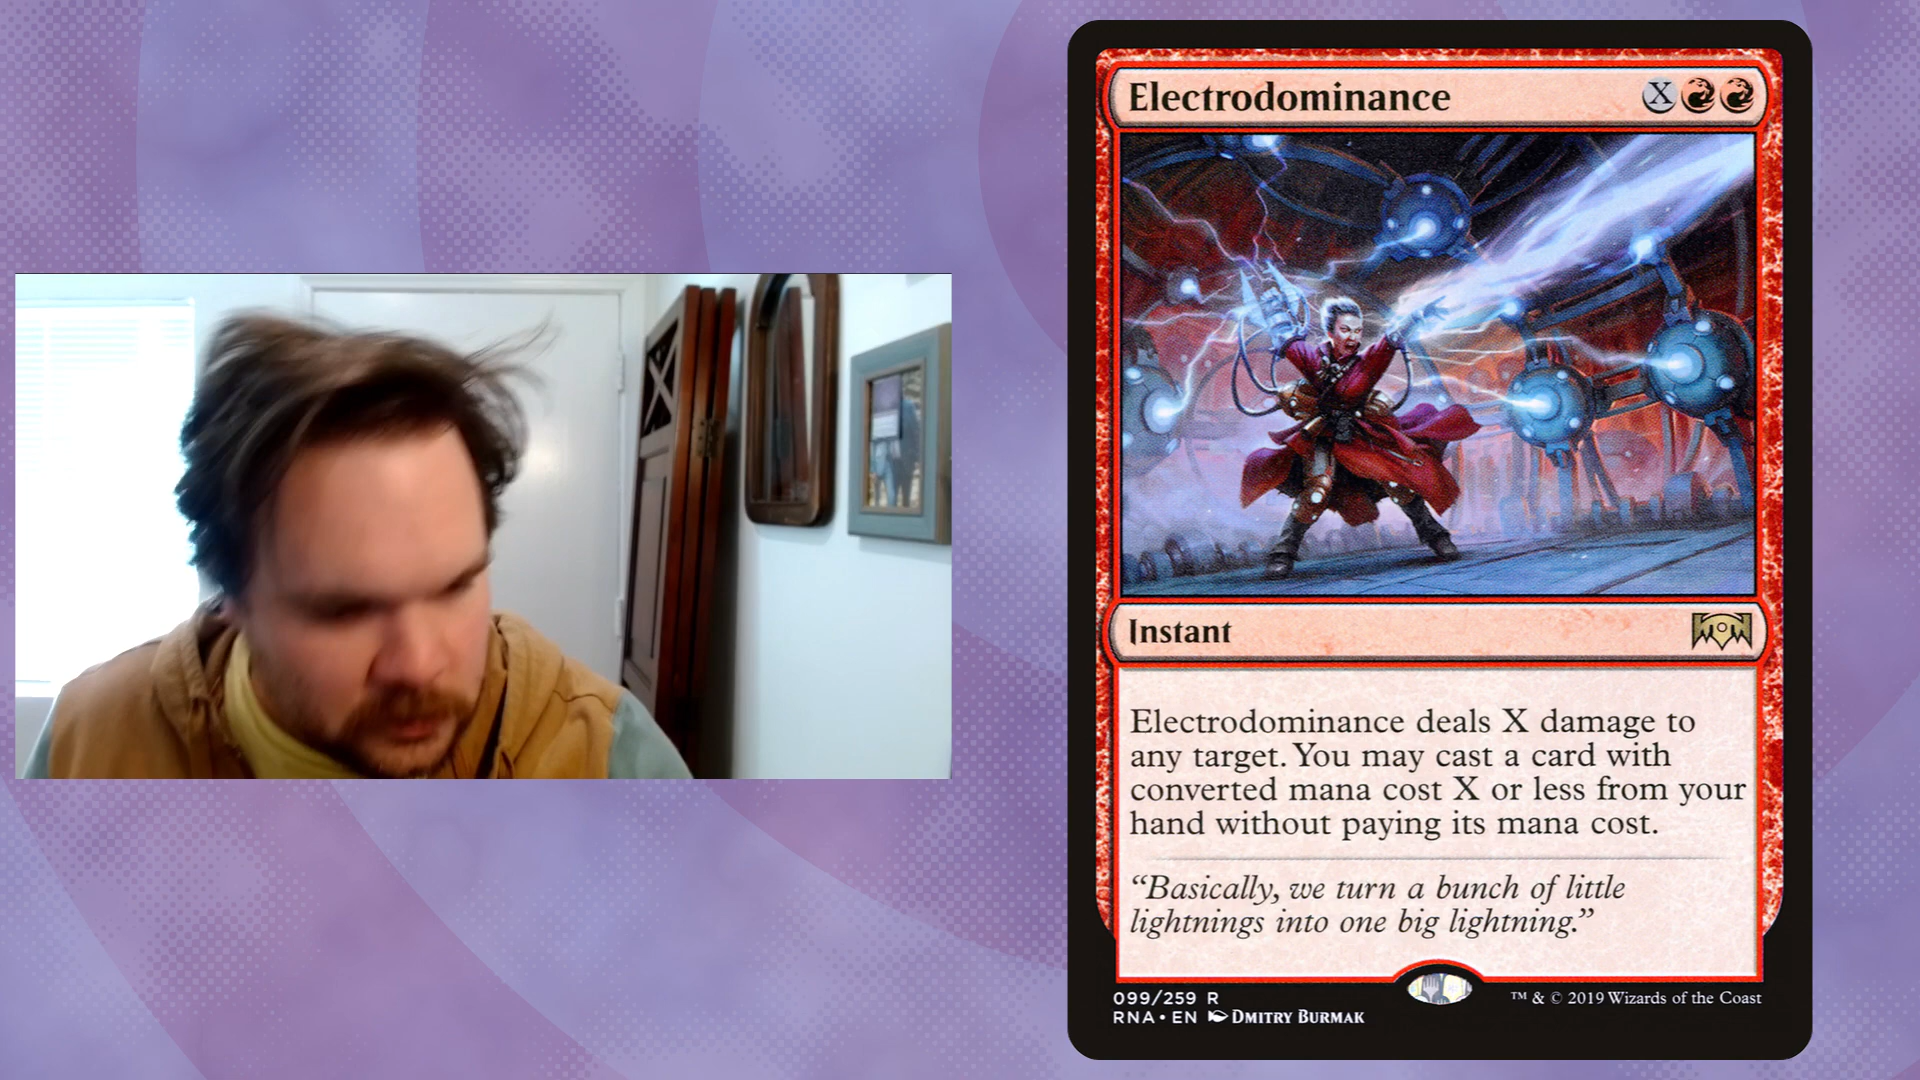 Electrodominance X
Instant
Electrodominance deals X damage to
any target. You may cast a card with
converted mana cost X or less from your
hand without paying its mana cost.
“Basically, we turn a bunch of little
lightnings into one big lightning.”
099/259 R
RNA • EN DMITRY BURMAK
™ & © 2019 Wizards of the Coast